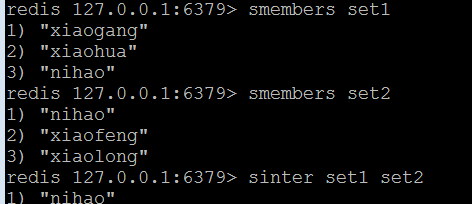 redis 127.0.0.1:6379> smembers set1
1) "xiaogang"
2) "xiaohua"
3) "nihao"
redis 127.0.0.1:6379> smembers set2
1) "nihao"
2) "xiaofeng"
3) "xiaolong"
redis 127.0.0.1:6379> sinter set1 set2
1) "nihao"